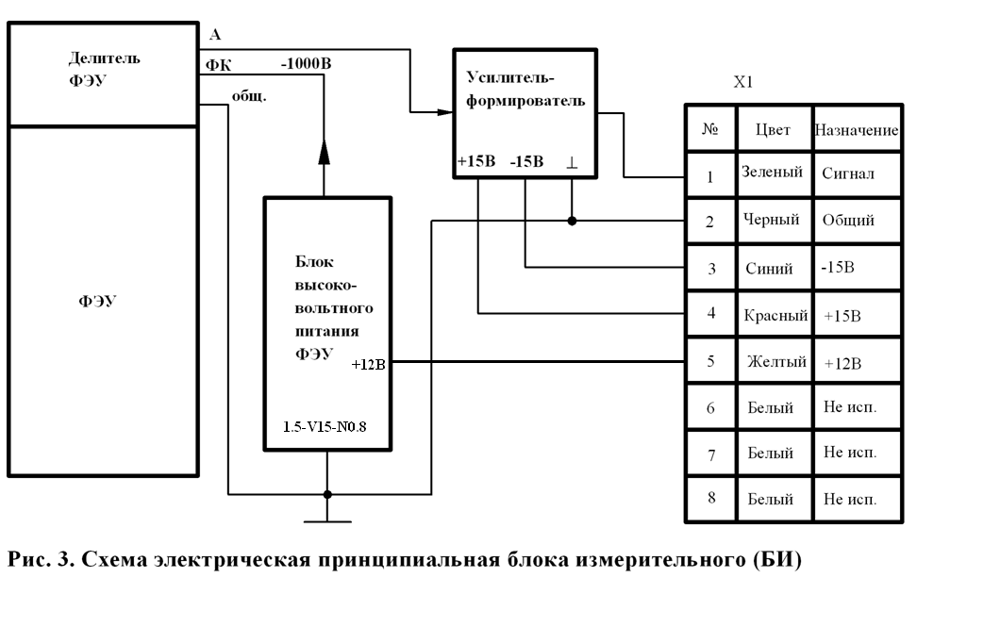 Делитель
ФЭУ
А
ФК
-1000В
общ.
ФЭУ
Блок
высоко-
вольтного
питания
ФЭУ
+12В
1.5-V15-N0.8
Усилитель-
формирователь
+15В -15В ⊥
X1
№ Цвет Назначение
1 Зеленый Сигнал
2 Черный Общий
3 Синий -15В
4 Красный +15В
5 Желтый +12В
6 Белый Не исп.
7 Белый Не исп.
8 Белый Не исп.
Рис. 3. Схема электрическая принципиальная блока измерительного (БИ)